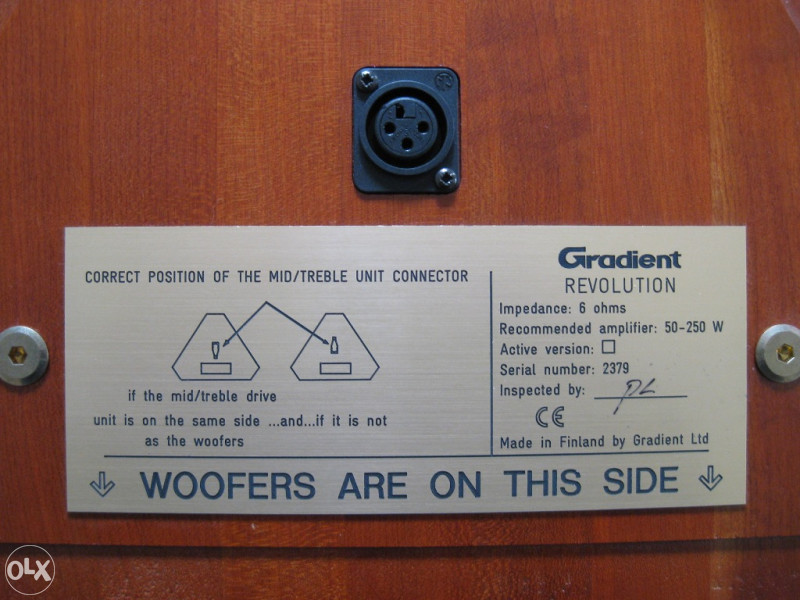 CORRECT POSITION OF THE MID/TREBLE UNIT CONNECTOR
if the mid/treble drive
unit is on the same side ...and...if it is not
as the woofers
Gradient
REVOLUTION
Impedance: 6 ohms
Recommended amplifier: 50-250 W
Active version: □
Serial number: 2379
Inspected by:
CE
Made in Finland by Gradient Ltd
↓ WOOFERS ARE ON THIS SIDE ↓
OLX